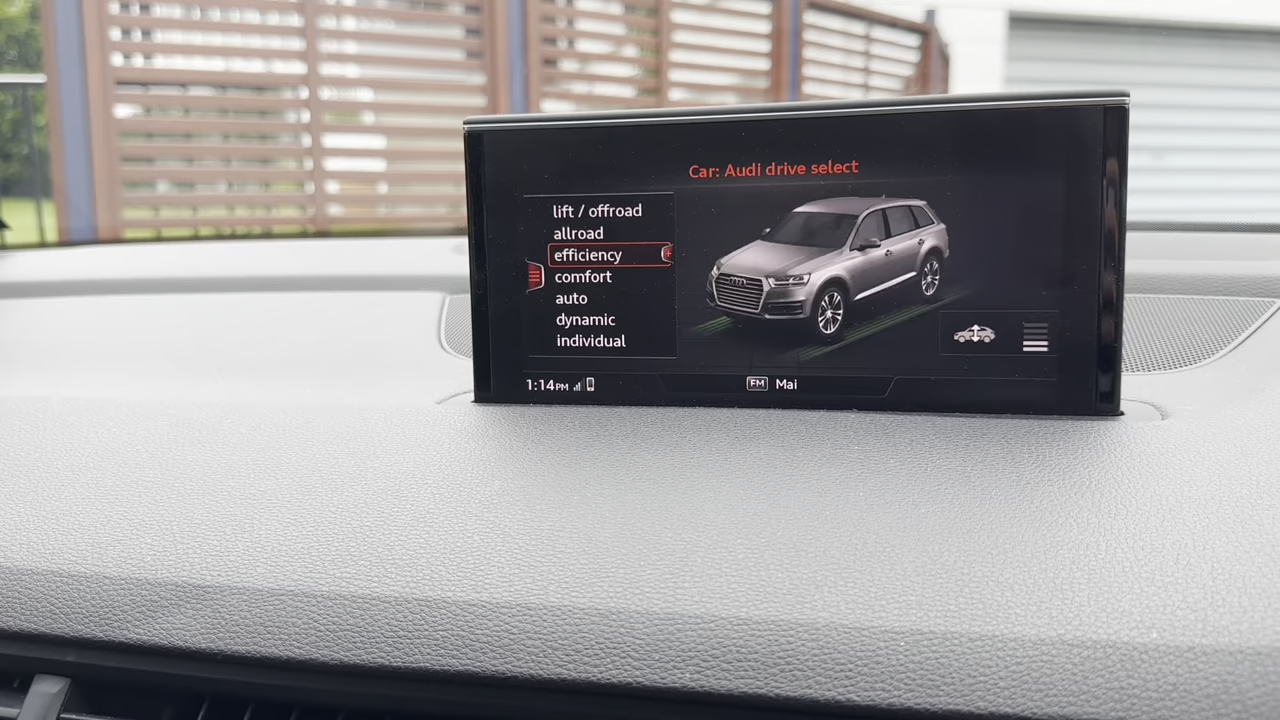 Car: Audi drive select
lift / offroad
allroad
efficiency
comfort
auto
dynamic
individual
1:14PM
FM Mai